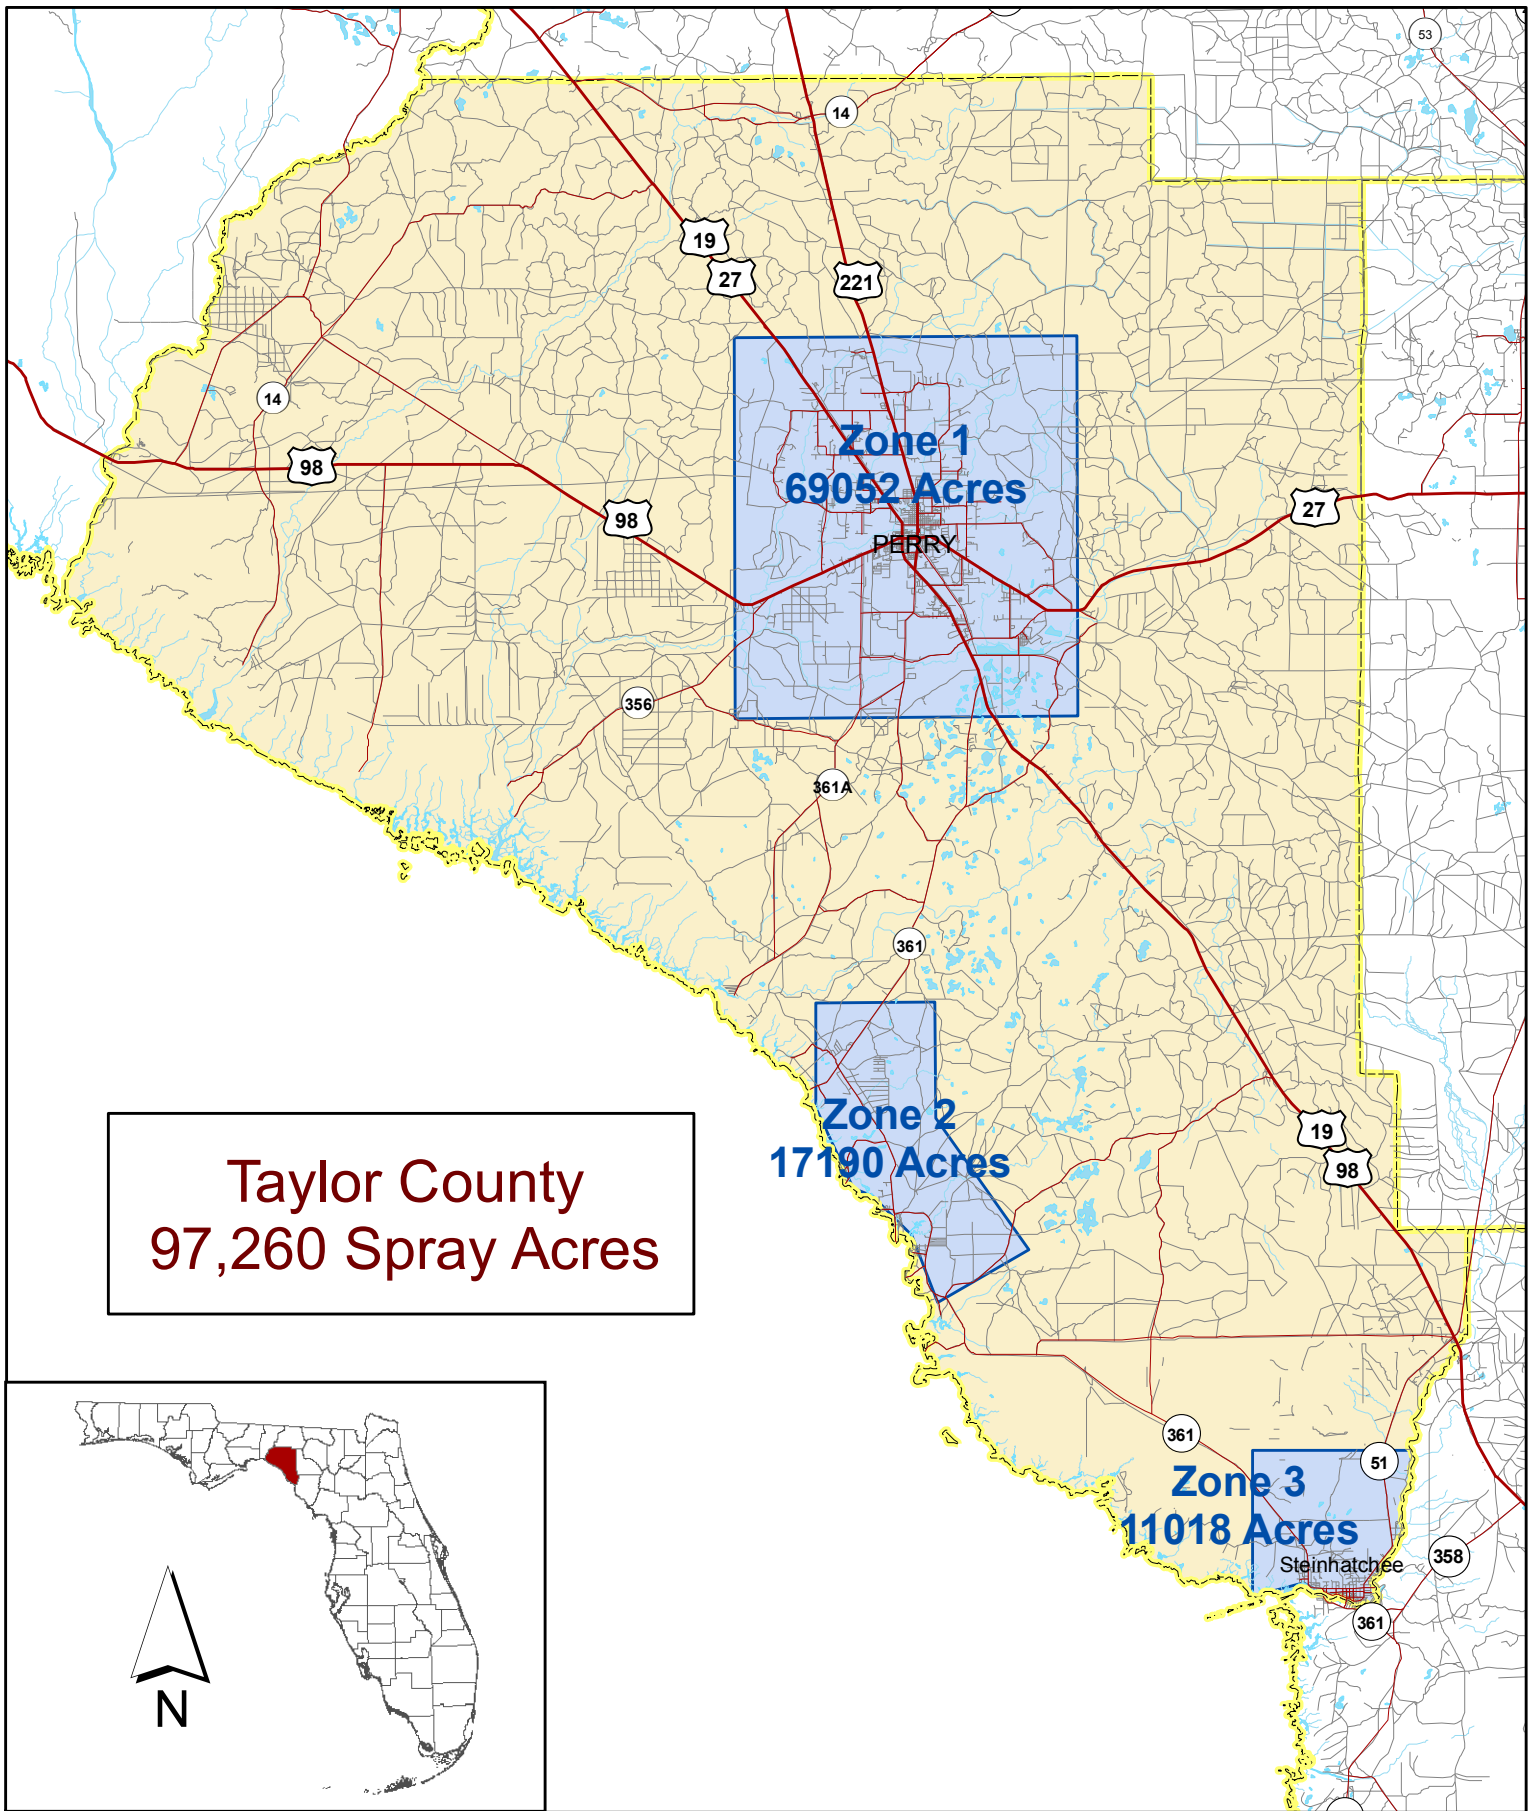 53
14
19
27
221
14
98
98
27
Zone 1
69052 Acres
PERRY
356
361A
361
Zone 2
17190 Acres
19
98
Taylor County
97,260 Spray Acres
361
51
Zone 3
11018 Acres
Steinhatchee
358
361
N